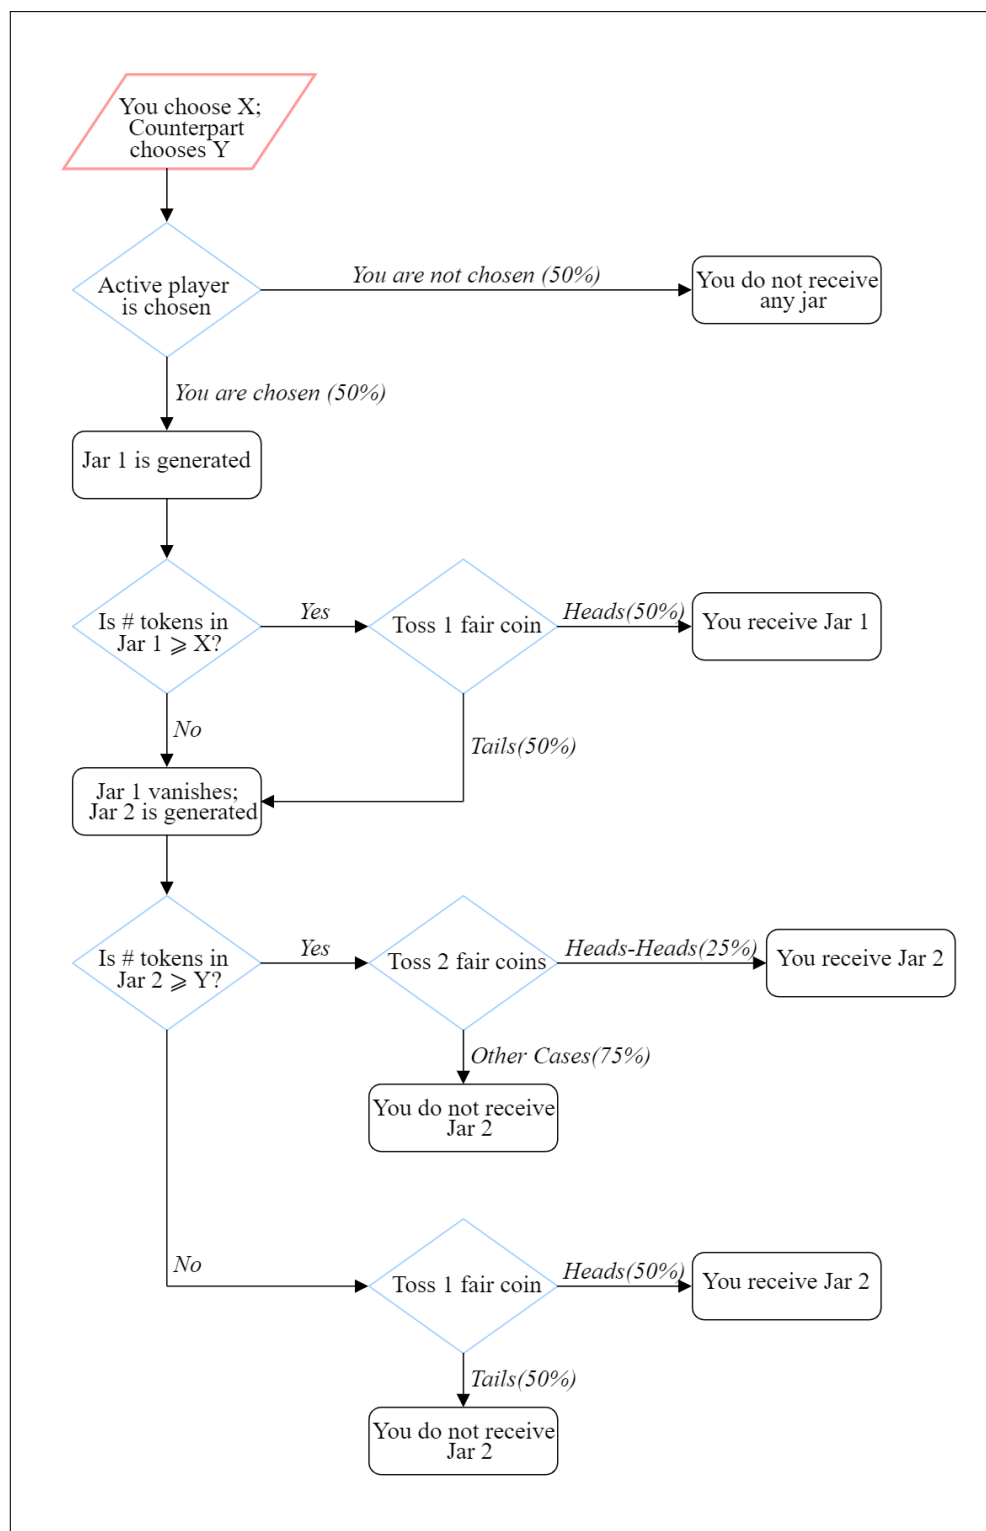 You choose X;
Counterpart
chooses Y
Active player
is chosen
You are not chosen (50%)
You do not receive
any jar
You are chosen (50%)
Jar 1 is generated
Is # tokens in
Jar 1 ⩾ X?
Yes
Toss 1 fair coin
Heads(50%)
You receive Jar 1
No
Tails(50%)
Jar 1 vanishes;
Jar 2 is generated
Is # tokens in
Jar 2 ⩾ Y?
Yes
Toss 2 fair coins
Heads-Heads(25%)
You receive Jar 2
Other Cases(75%)
You do not receive
Jar 2
No
Toss 1 fair coin
Heads(50%)
You receive Jar 2
Tails(50%)
You do not receive
Jar 2